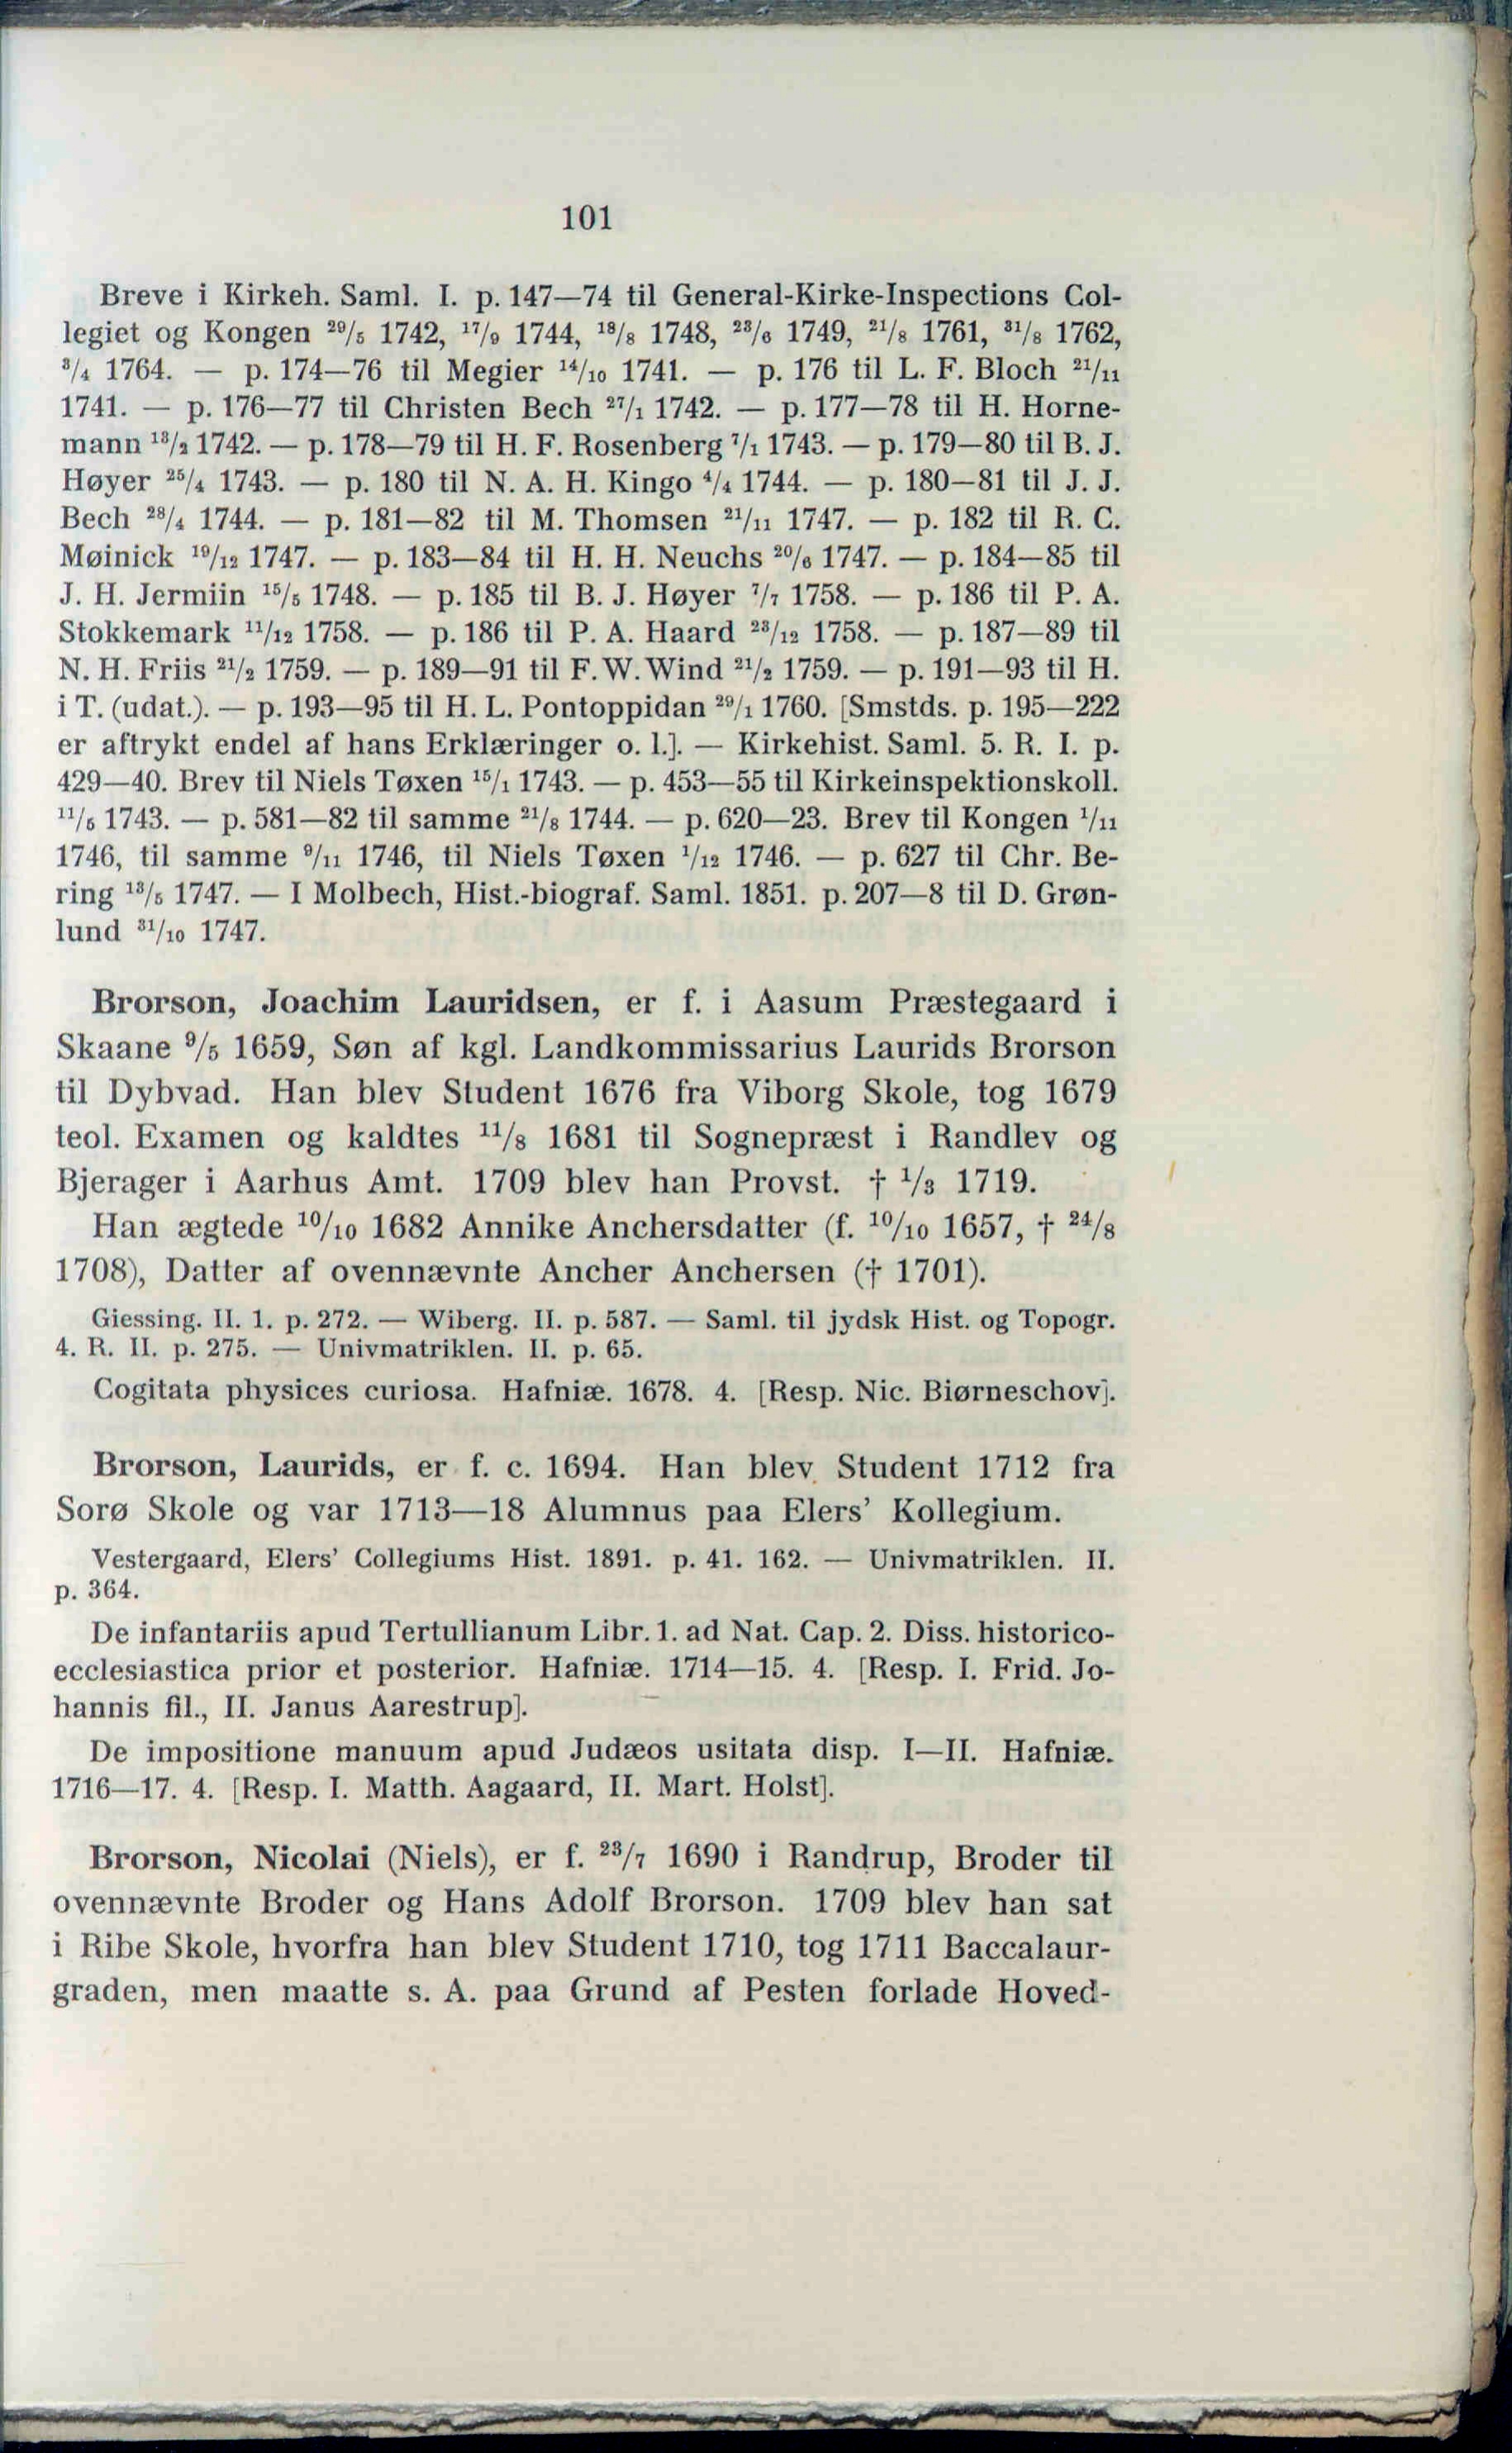 101
Breve i Kirkeh. Saml. I. p. 147—74 til General-Kirke-Inspections Col-
legiet og Kongen ²⁹/₅ 1742, ¹⁷/₉ 1744, ¹⁸/₈ 1748, ²³/₆ 1749, ²¹/₈ 1761, ³¹/₈ 1762,
³/₄ 1764. — p. 174—76 til Megier ¹⁴/₁₀ 1741. — p. 176 til L. F. Bloch ²¹/₁₁
1741. — p. 176—77 til Christen Bech ²⁷/₁ 1742. — p. 177—78 til H. Horne-
mann ¹³/₂ 1742. — p. 178—79 til H. F. Rosenberg ⁷/₁ 1743. — p. 179—80 til B. J.
Høyer ²⁵/₄ 1743. — p. 180 til N. A. H. Kingo ⁴/₄ 1744. — p. 180—81 til J. J.
Bech ²⁸/₄ 1744. — p. 181—82 til M. Thomsen ²¹/₁₁ 1747. — p. 182 til R. C.
Møinick ¹⁹/₁₂ 1747. — p. 183—84 til H. H. Neuchs ²⁰/₆ 1747. — p. 184—85 til
J. H. Jermiin ¹⁵/₅ 1748. — p. 185 til B. J. Høyer ⁷/₇ 1758. — p. 186 til P. A.
Stokkemark ¹¹/₁₂ 1758. — p. 186 til P. A. Haard ²³/₁₂ 1758. — p. 187—89 til
N. H. Friis ²¹/₂ 1759. — p. 189—91 til F. W. Wind ²¹/₂ 1759. — p. 191—93 til H.
i T. (udat.). — p. 193—95 til H. L. Pontoppidan ²⁹/₁ 1760. [Smstds. p. 195—222
er aftrykt endel af hans Erklæringer o. l.]. — Kirkehist. Saml. 5. R. I. p.
429—40. Brev til Niels Tøxen ¹⁵/₁ 1743. — p. 453—55 til Kirkeinspektionskoll.
¹¹/₅ 1743. — p. 581—82 til samme ²¹/₈ 1744. — p. 620—23. Brev til Kongen ¹/₁₁
1746, til samme ⁹/₁₁ 1746, til Niels Tøxen ¹/₁₂ 1746. — p. 627 til Chr. Be-
ring ¹³/₅ 1747. — I Molbech, Hist.-biograf. Saml. 1851. p. 207—8 til D. Grøn-
lund ³¹/₁₀ 1747.
Brorson, Joachim Lauridsen, er f. i Aasum Præstegaard i
Skaane ⁹/₅ 1659, Søn af kgl. Landkommissarius Laurids Brorson
til Dybvad. Han blev Student 1676 fra Viborg Skole, tog 1679
teol. Examen og kaldtes ¹¹/₈ 1681 til Sognepræst i Randlev og
Bjerager i Aarhus Amt. 1709 blev han Provst. † ¹/₃ 1719.
Han ægtede ¹⁰/₁₀ 1682 Annike Anchersdatter (f. ¹⁰/₁₀ 1657, † ²⁴/₈
1708), Datter af ovennævnte Ancher Anchersen († 1701).
Giessing. II. 1. p. 272. — Wiberg. II. p. 587. — Saml. til jydsk Hist. og Topogr.
4. R. II. p. 275. — Univmatriklen. II. p. 65.
Cogitata physices curiosa. Hafniæ. 1678. 4. [Resp. Nic. Biørneschov].
Brorson, Laurids, er f. c. 1694. Han blev Student 1712 fra
Sorø Skole og var 1713—18 Alumnus paa Elers' Kollegium.
Vestergaard, Elers' Collegiums Hist. 1891. p. 41. 162. — Univmatriklen. II.
p. 364.
De infantariis apud Tertullianum Libr. 1. ad Nat. Cap. 2. Diss. historico-
ecclesiastica prior et posterior. Hafniæ. 1714—15. 4. [Resp. I. Frid. Jo-
hannis fil., II. Janus Aarestrup].
De impositione manuum apud Judæos usitata disp. I—II. Hafniæ.
1716—17. 4. [Resp. I. Matth. Aagaard, II. Mart. Holst].
Brorson, Nicolai (Niels), er f. ²³/₇ 1690 i Randrup, Broder til
ovennævnte Broder og Hans Adolf Brorson. 1709 blev han sat
i Ribe Skole, hvorfra han blev Student 1710, tog 1711 Baccalaur-
graden, men maatte s. A. paa Grund af Pesten forlade Hoved-